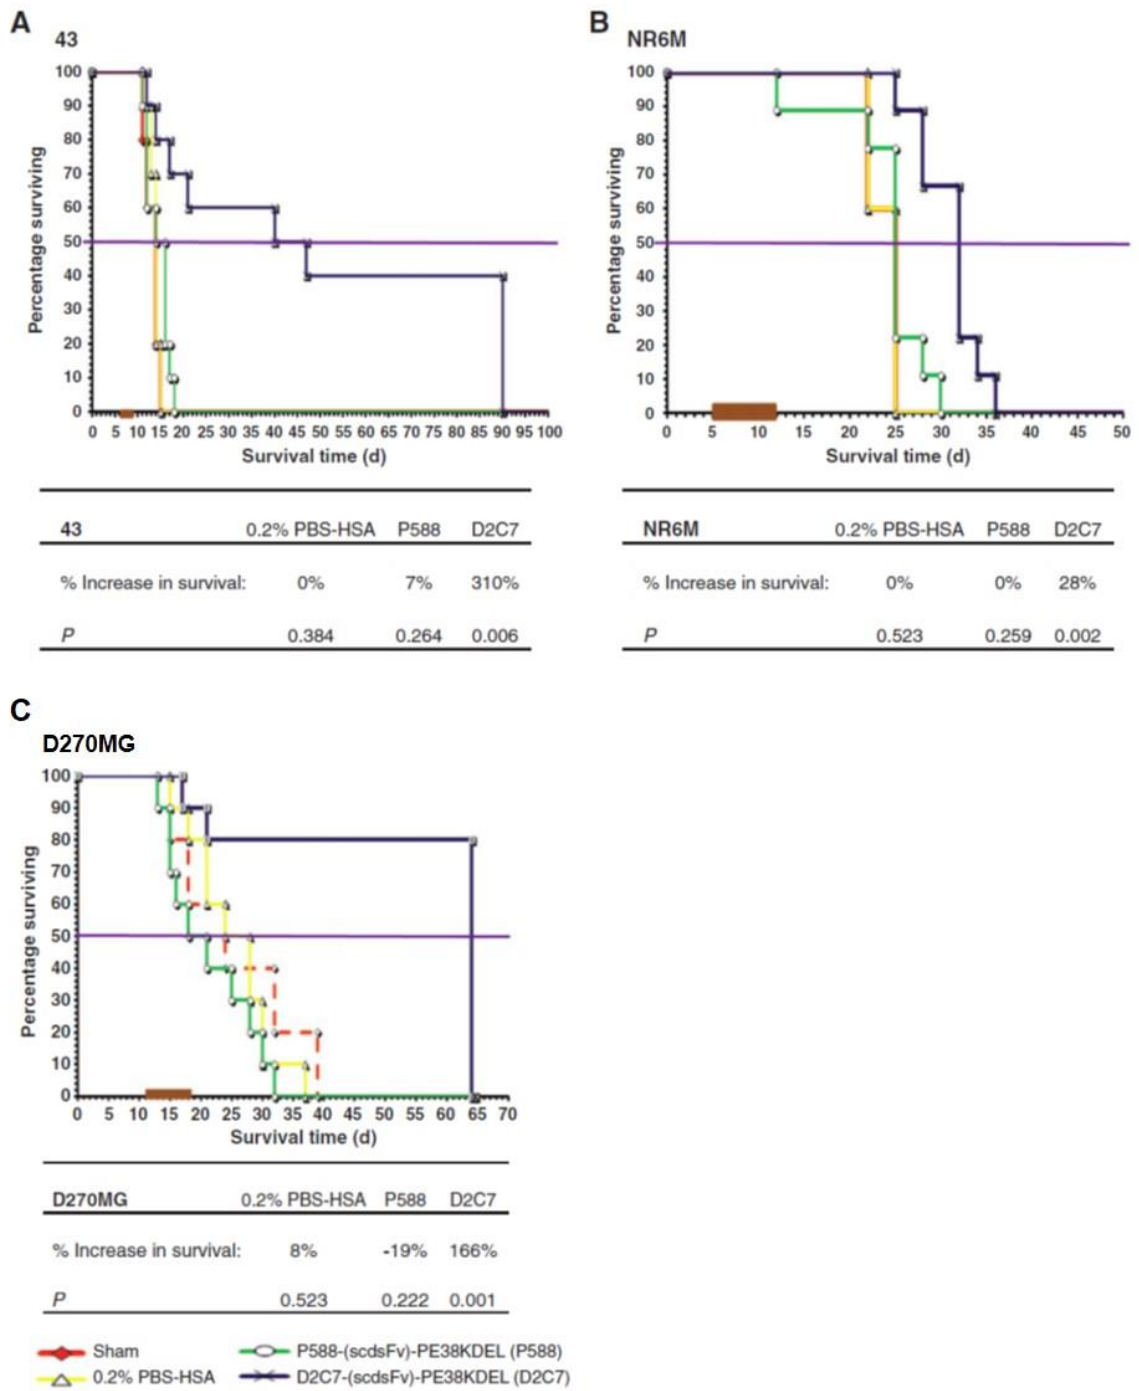 A
43
Percentage surviving
100
90
80
70
60
50
40
30
20
10
0
0 5 10 15 20 25 30 35 40 45 50 55 60 65 70 75 80 85 90 95 100
Survival time (d)
43 0.2% PBS-HSA P588 D2C7
% Increase in survival: 0% 7% 310%
P 0.384 0.264 0.006
B
NR6M
Percentage surviving
100
90
80
70
60
50
40
30
20
10
0
0 5 10 15 20 25 30 35 40 45 50
Survival time (d)
NR6M 0.2% PBS-HSA P588 D2C7
% Increase in survival: 0% 0% 28%
P 0.523 0.259 0.002
C
D270MG
Percentage surviving
100
90
80
70
60
50
40
30
20
10
0
0 5 10 15 20 25 30 35 40 45 50 55 60 65 70
Survival time (d)
D270MG 0.2% PBS-HSA P588 D2C7
% Increase in survival: 8% -19% 166%
P 0.523 0.222 0.001
Sham
P588-(scdsFv)-PE38KDEL (P588)
0.2% PBS-HSA
D2C7-(scdsFv)-PE38KDEL (D2C7)